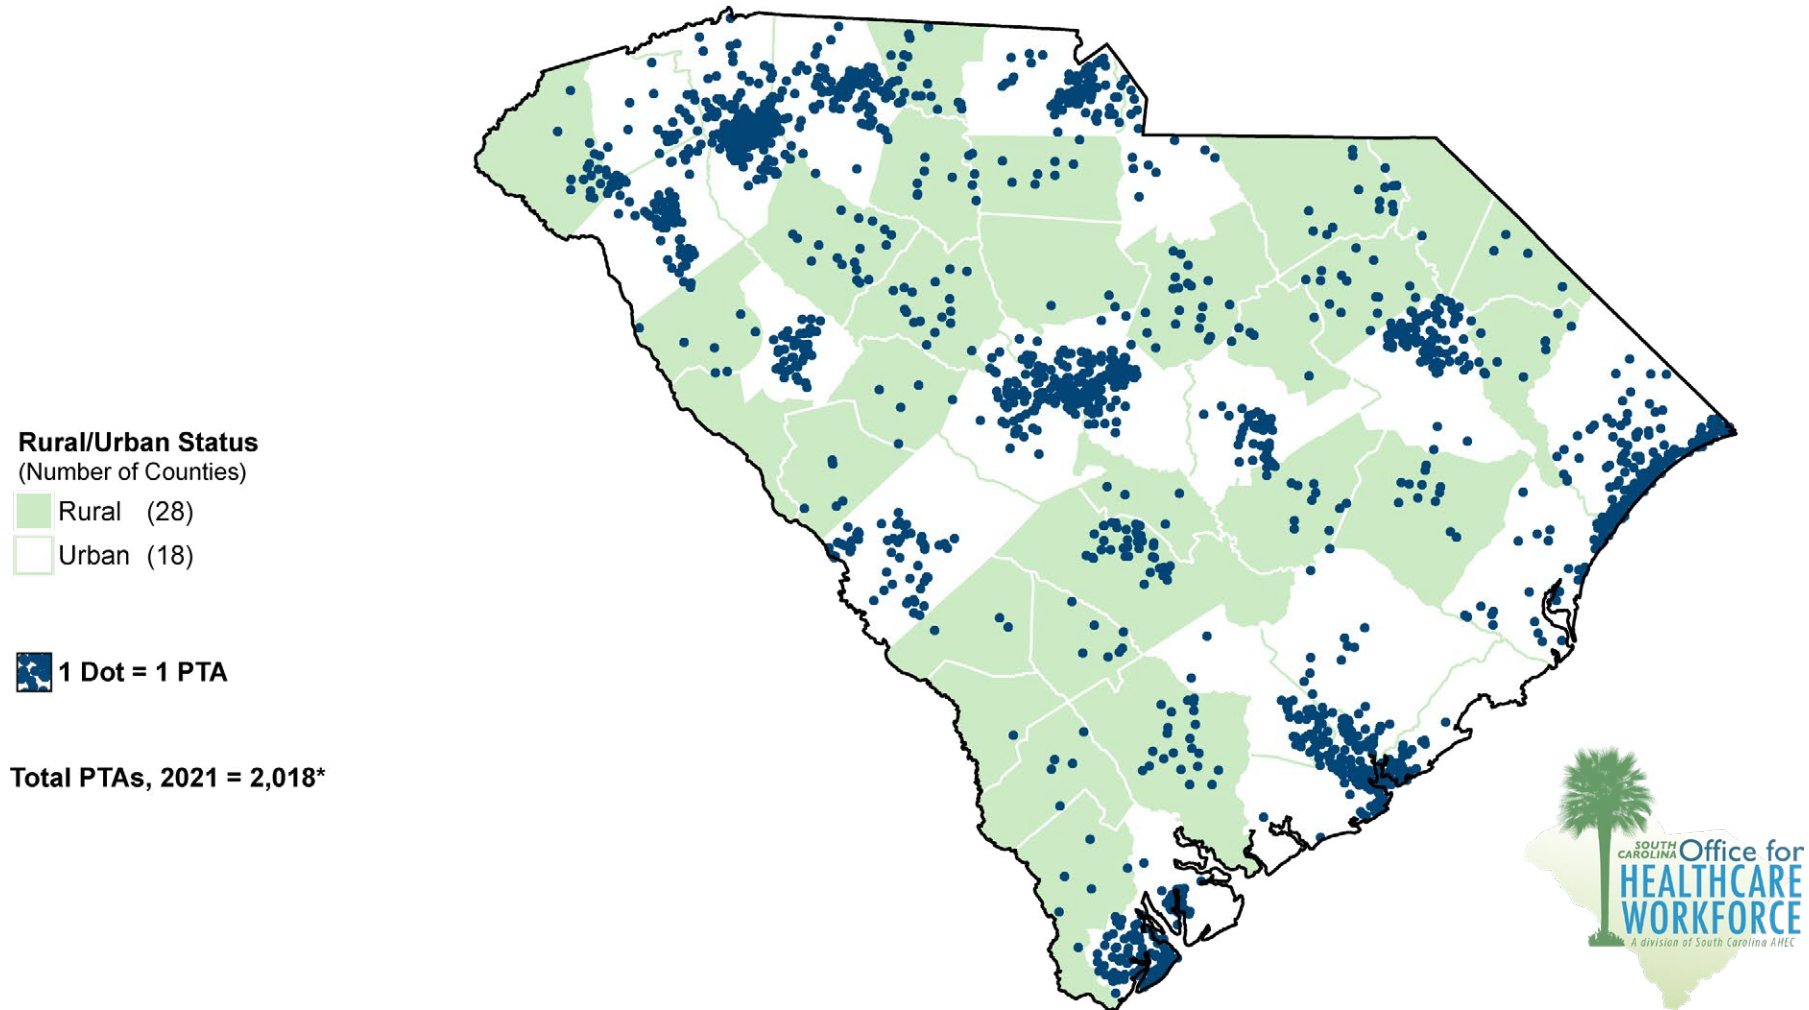 Rural/Urban Status
(Number of Counties)
Rural (28)
Urban (18)
1 Dot = 1 PTA
Total PTAs, 2021 = 2,018*
SOUTH CAROLINA Office for
HEALTHCARE
WORKFORCE
A division of South Carolina AHEC